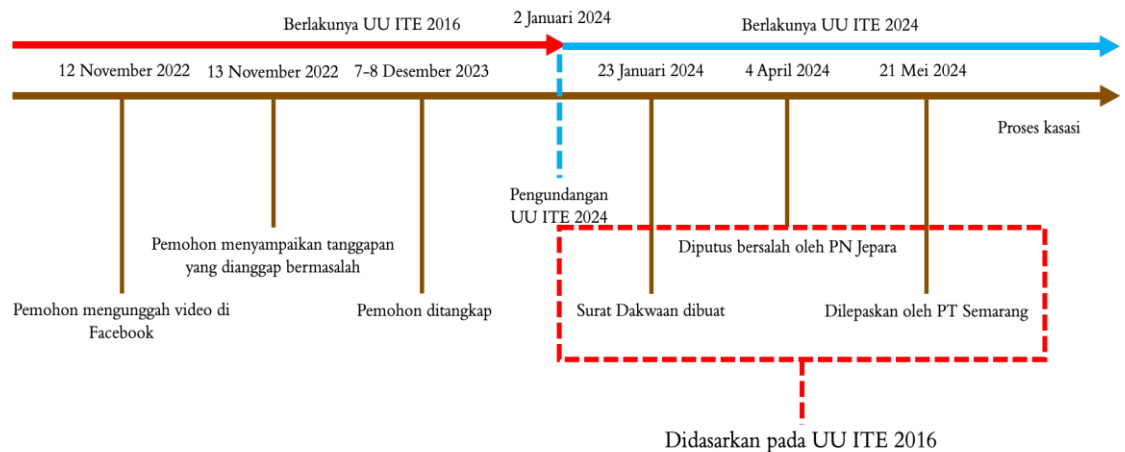 Berlakunya UU ITE 2016
2 Januari 2024
Berlakunya UU ITE 2024
12 November 2022
13 November 2022
7-8 Desember 2023
23 Januari 2024
4 April 2024
21 Mei 2024
Proses kasasi
Pengundangan
UU ITE 2024
Pemohon menyampaikan tanggapan
yang dianggap bermasalah
Diputus bersalah oleh PN Jepara
Pemohon mengunggah video di
Facebook
Pemohon ditangkap
Surat Dakwaan dibuat
Dilepaskan oleh PT Semarang
Didasarkan pada UU ITE 2016